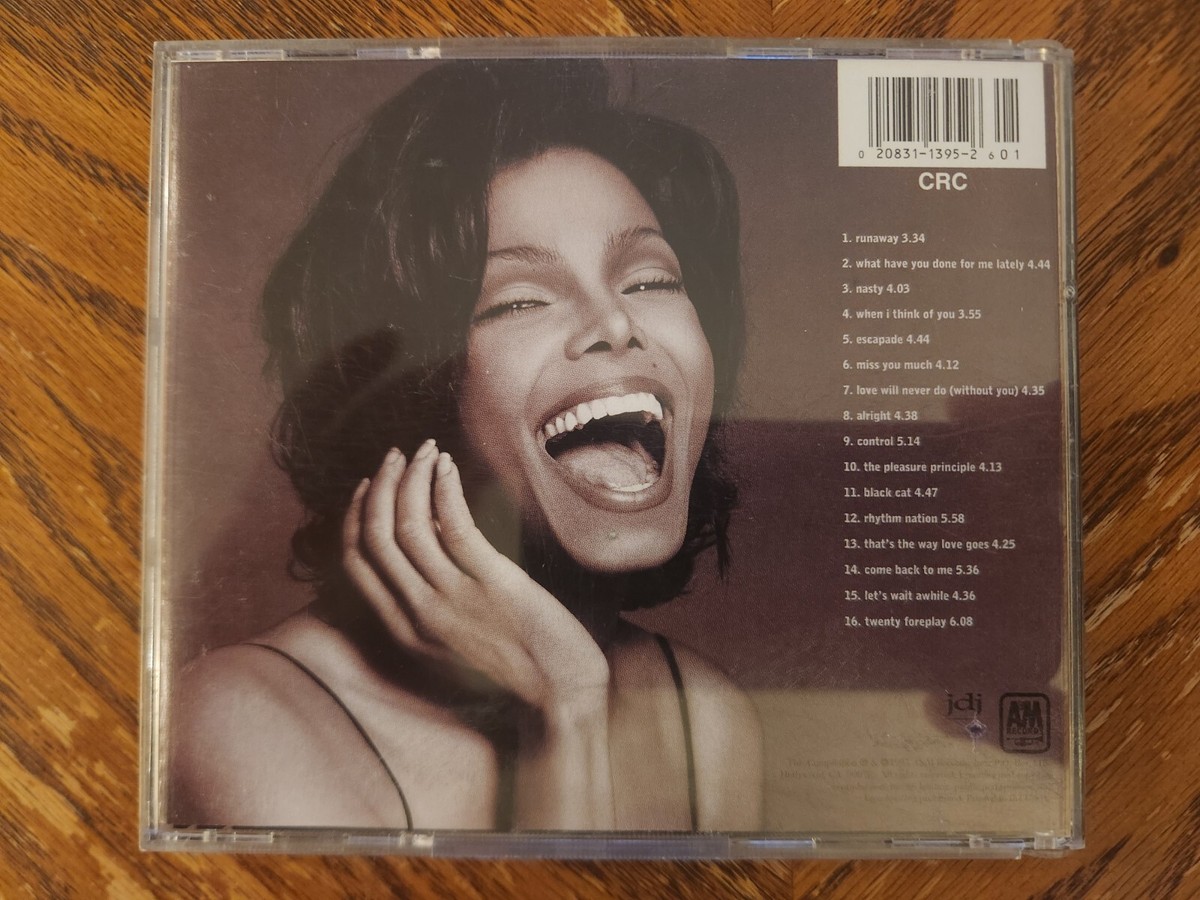 0 20831-1395-2 6 0 1
CRC
1. runaway 3.34
2. what have you done for me lately 4.44
3. nasty 4.03
4. when i think of you 3.55
5. escapade 4.44
6. miss you much 4.12
7. love will never do (without you) 4.35
8. alright 4.38
9. control 5.14
10. the pleasure principle 4.13
11. black cat 4.47
12. rhythm nation 5.58
13. that's the way love goes 4.25
14. come back to me 5.36
15. let's wait awhile 4.36
16. twenty foreplay 6.08
jdj
A&M
RECORDS